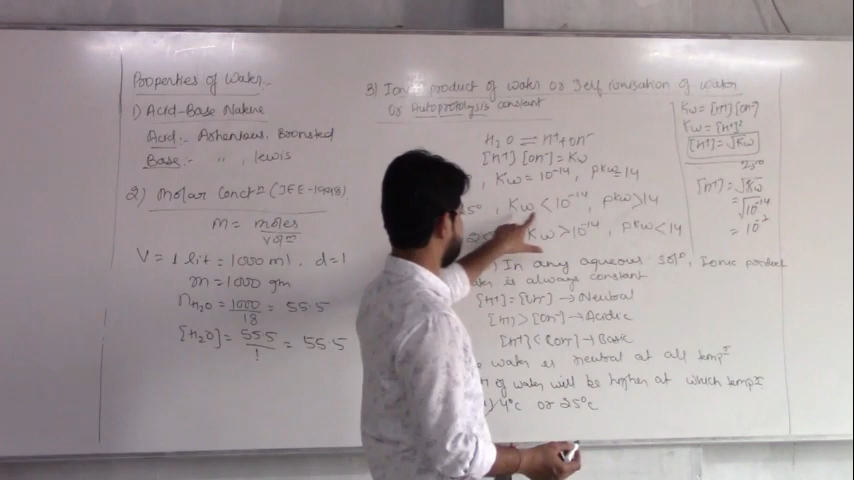 Properties of Water:-
1) Acid-Base Nature
Acid:- Arhenious, Bronsted
Base:- " , lewis
2) Molar Concn (JEE-1998)
M = moles
vol
V = 1 lit = 1000 ml, d=1
m = 1000 gm
nH2O = 1000/18 = 55.5
[H2O] = 55.5/1 = 55.5
3) Ionic product of water or Self ionisation of water
Or Autoprotolysis constant
H2O ⇌ H+ + OH-
[H+] [OH-] = Kw
, Kw = 10^-14, pKw = 14
25°, Kw < 10^-14, pKw > 14
Kw > 10^-14, pKw < 14
) In any aqueous soln, Ionic product
water is always constant
[H+] = [OH-] → Neutral
[H+] > [OH-] → Acidic
[H+] < [OH-] → Basic
water is neutral at all temp
of water will be higher at which temp
4°C or 25°C
Kw = [H+] [OH-]
Kw = [H+]^2
[H+] = √Kw
25°
[H+] = √Kw
= √10^-14
= 10^-7